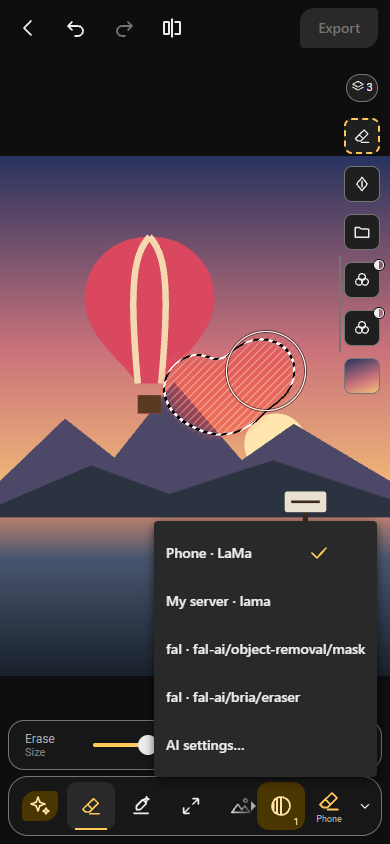 Export
3
Phone · LaMa
My server · lama
fal · fal-ai/object-removal/mask
fal · fal-ai/bria/eraser
AI settings...
Erase
Size
1
Phone